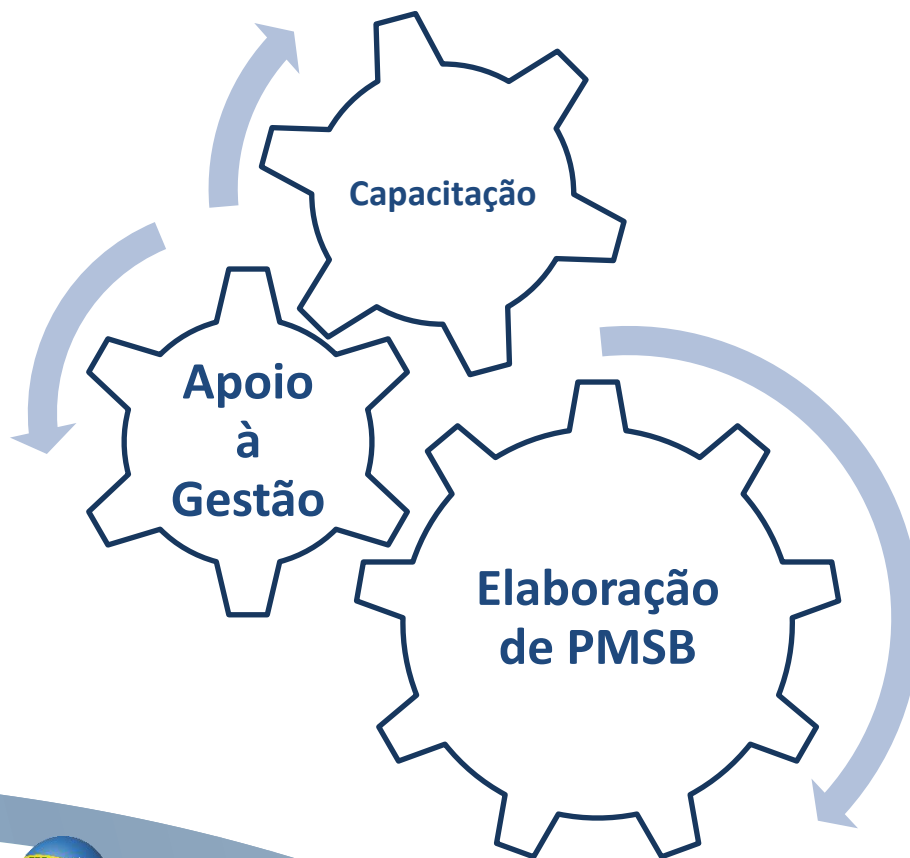 Capacitação
Apoio
à
Gestão
Elaboração
de PMSB